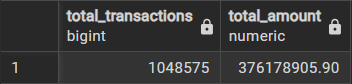 total_transactions total_amount
bigint numeric
1 1048575 376178905.90